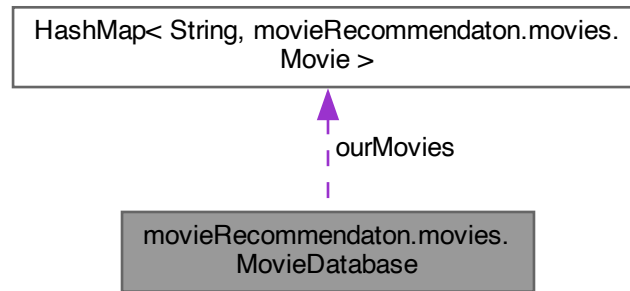 HashMap< String, movieRecommendaton.movies.
Movie >
ourMovies
movieRecommendaton.movies.
MovieDatabase